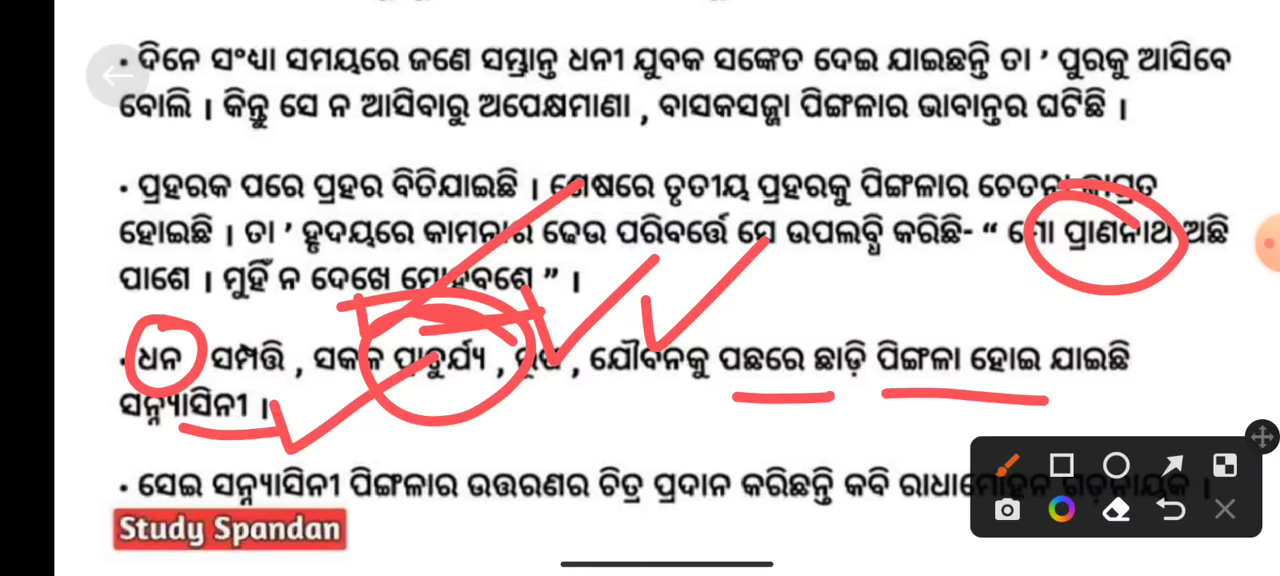 • ଦିନେ ସଂଧ୍ୟା ସମୟରେ ଜଣେ ସମ୍ଭ୍ରାନ୍ତ ଧନୀ ଯୁବକ ସଙ୍କେତ ଦେଇ ଯାଇଛନ୍ତି ତା ' ପୁରକୁ ଆସିବେ
ବୋଲି । କିନ୍ତୁ ସେ ନ ଆସିବାରୁ ଅପେକ୍ଷମାଣା , ବାସକସଜ୍ଜା ପିଙ୍ଗଳାର ଭାବାନ୍ତର ଘଟିଛି ।
• ପ୍ରହରକ ପରେ ପ୍ରହର ବିତିଯାଇଛି । ଶେଷରେ ତୃତୀୟ ପ୍ରହରକୁ ପିଙ୍ଗଳାର ଚେତନା
ହୋଇଛି । ତା ' ହୃଦୟରେ କାମନାର ଢେଉ ପରିବର୍ତ୍ତେ ସେ ଉପଲବ୍ଧି କରିଛି- “ ମୋ ପ୍ରାଣନାଥ ଅଛି
ପାଶେ । ମୁହିଁ ନ ଦେଖେ ମୋହବଶେ ” ।
• ଧନ ସମ୍ପତ୍ତି , ସକଳ , , ଯୌବନକୁ ପଛରେ ଛାଡ଼ି ପିଙ୍ଗଳା ହୋଇ ଯାଇଛି
ସନ୍ନ୍ୟାସିନୀ ।
• ସେଇ ସନ୍ନ୍ୟାସିନୀ ପିଙ୍ଗଳାର ଉତ୍ତରଣର ଚିତ୍ର ପ୍ରଦାନ କରିଛନ୍ତି କବି ରାଧାମୋହନ ଗଡ଼ନାୟକ ।
Study Spandan